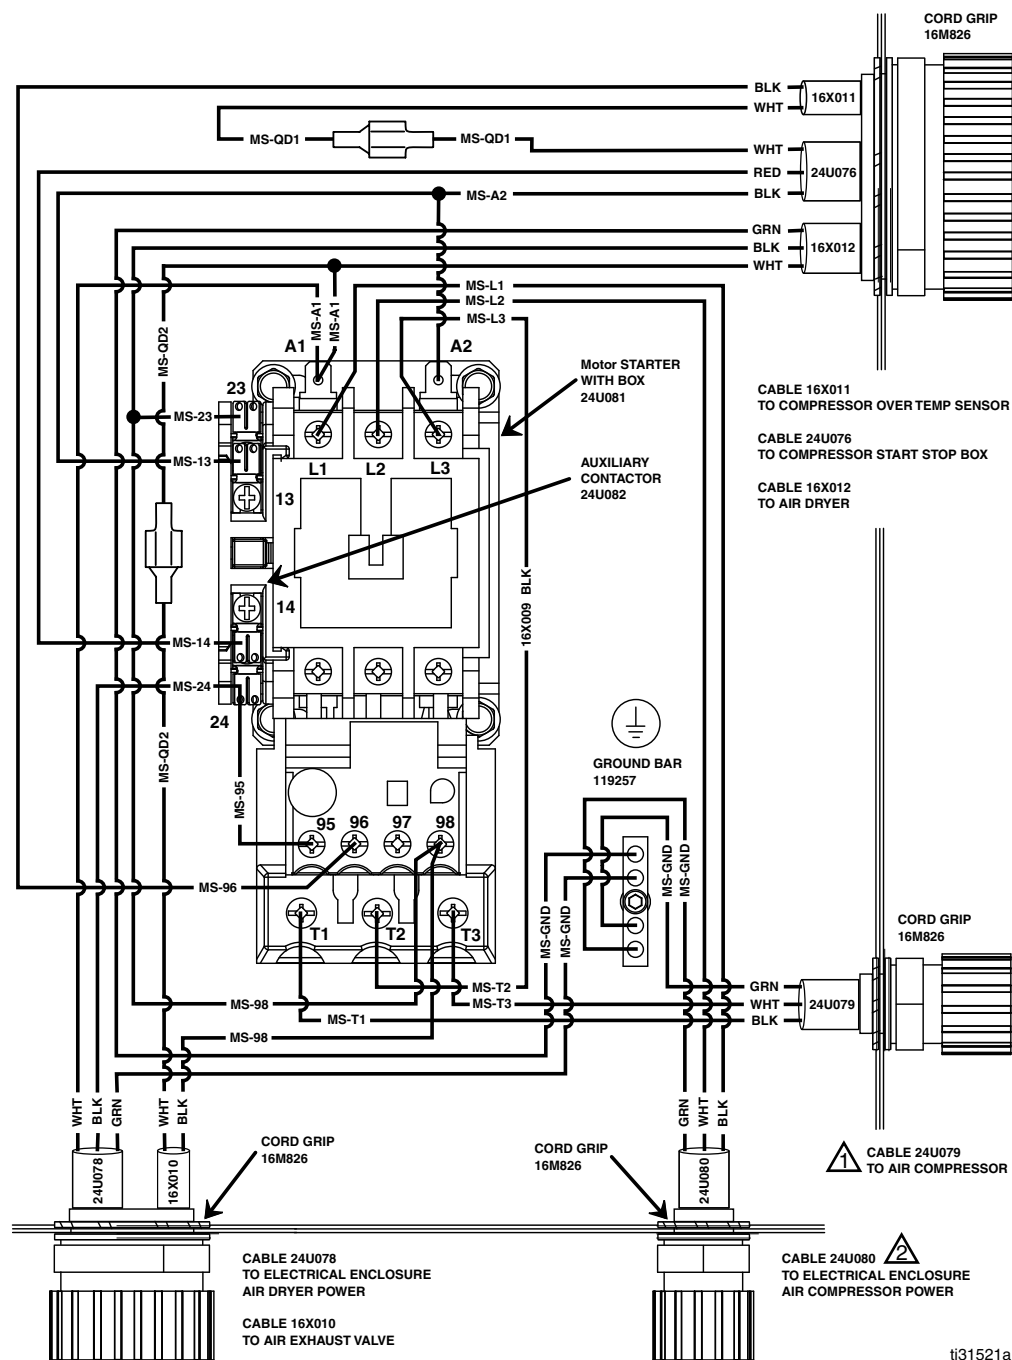 CORD GRIP
16M826
BLK
WHT
16X011
MS-QD1
MS-QD1
WHT
RED
BLK
24U076
MS-A2
GRN
BLK
WHT
16X012
MS-L1
MS-L2
MS-L3
MS-A1
MS-A1
MS-QD2
A1
A2
Motor STARTER
WITH BOX
24U081
CABLE 16X011
TO COMPRESSOR OVER TEMP SENSOR
CABLE 24U076
TO COMPRESSOR START STOP BOX
CABLE 16X012
TO AIR DRYER
23
MS-23
MS-13
L1
L2
L3
13
AUXILIARY
CONTACTOR
24U082
14
MS-14
MS-24
24
16X009 BLK
MS-QD2
MS-95
GROUND BAR
119257
95
96
97
98
MS-96
T1
T2
T3
MS-GND
MS-GND
MS-GND
MS-GND
CORD GRIP
16M826
MS-T2
MS-T3
MS-98
MS-T1
MS-98
GRN
WHT
BLK
24U079
WHT
BLK
GRN
WHT
BLK
24U078
16X010
CORD GRIP
16M826
CORD GRIP
16M826
GRN
WHT
BLK
24U080
1
CABLE 24U079
TO AIR COMPRESSOR
CABLE 24U078
TO ELECTRICAL ENCLOSURE
AIR DRYER POWER
CABLE 16X010
TO AIR EXHAUST VALVE
CABLE 24U080
2
TO ELECTRICAL ENCLOSURE
AIR COMPRESSOR POWER
ti31521a